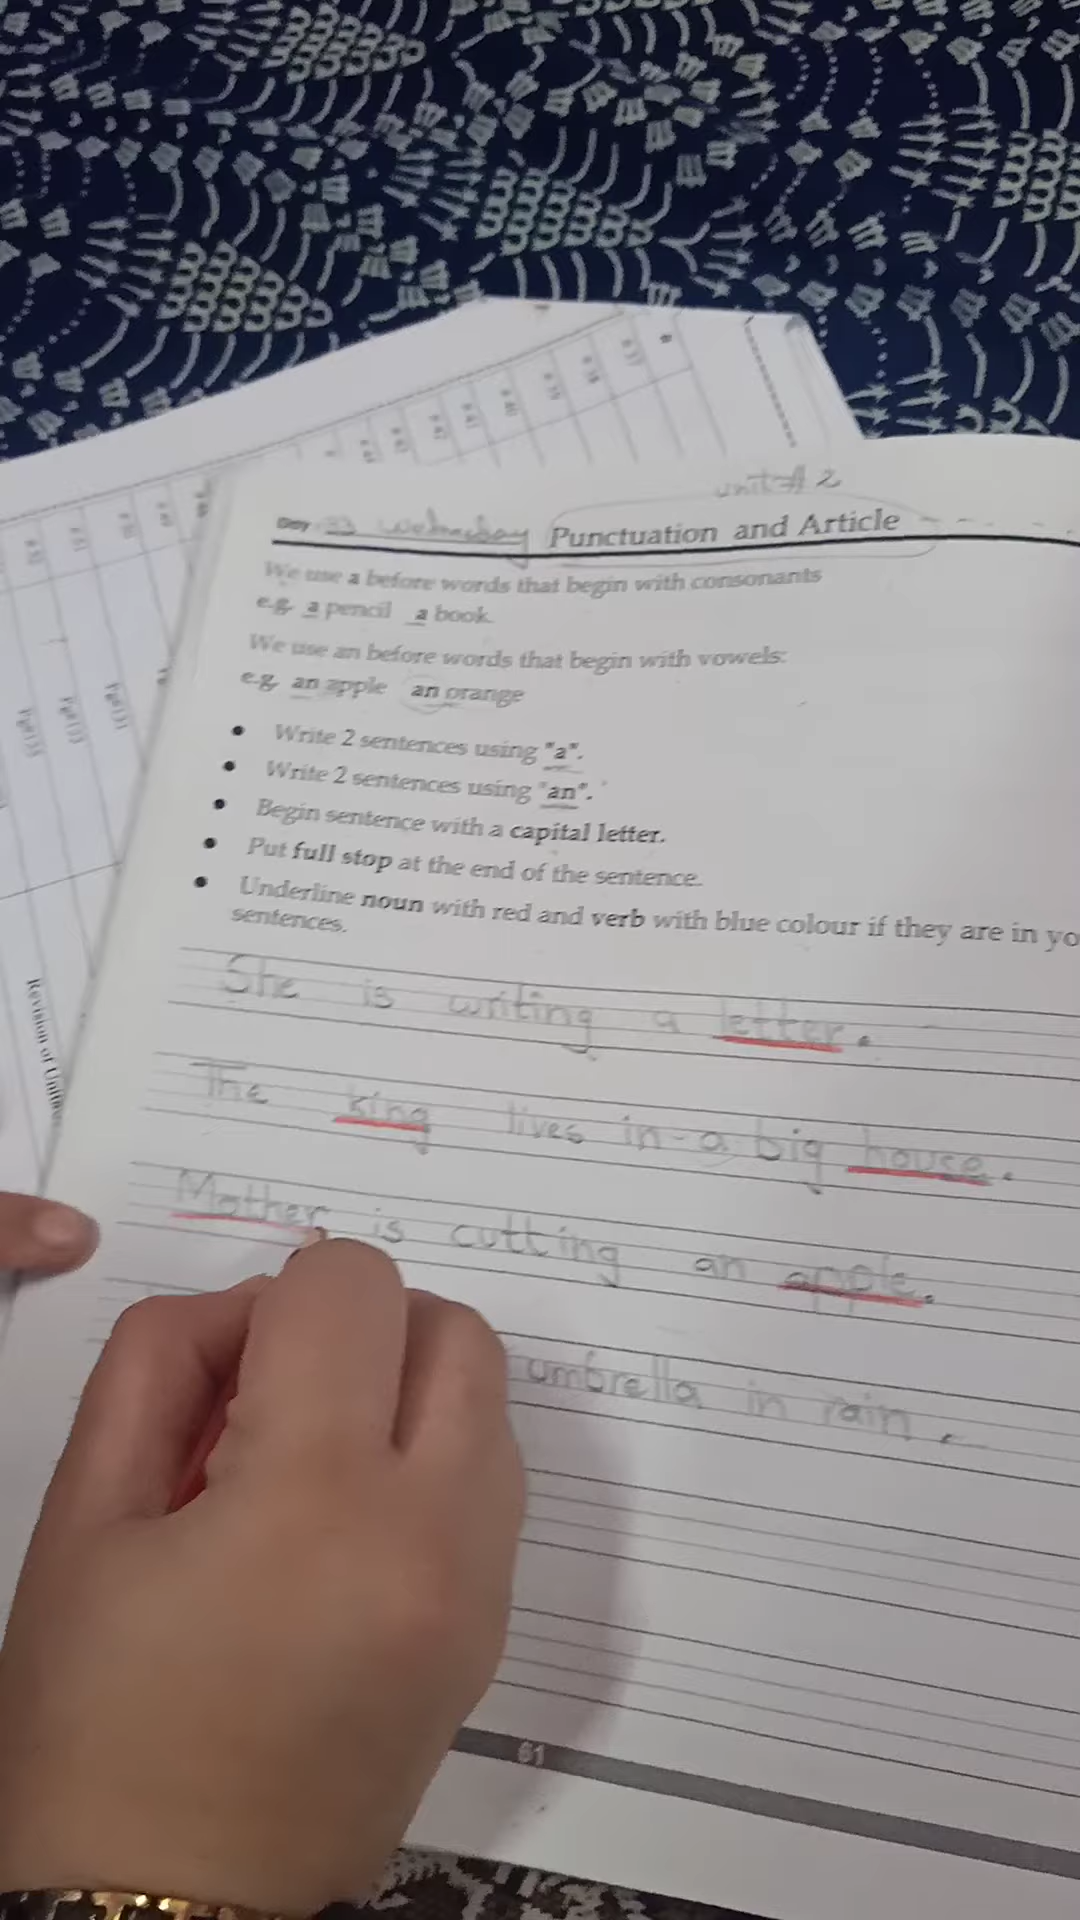 unit # 2
Day 33 Wednesday Punctuation and Article
We use a before words that begin with consonants
e.g. a pencil a book.
We use an before words that begin with vowels:
e.g. an apple an orange
• Write 2 sentences using "a".
• Write 2 sentences using "an".
• Begin sentence with a capital letter.
• Put full stop at the end of the sentence.
• Underline noun with red and verb with blue colour if they are in yo
sentences.
She is writing a letter.
The king lives in a big house.
Mother is cutting an apple.
umbrella in rain.
61
Revision of